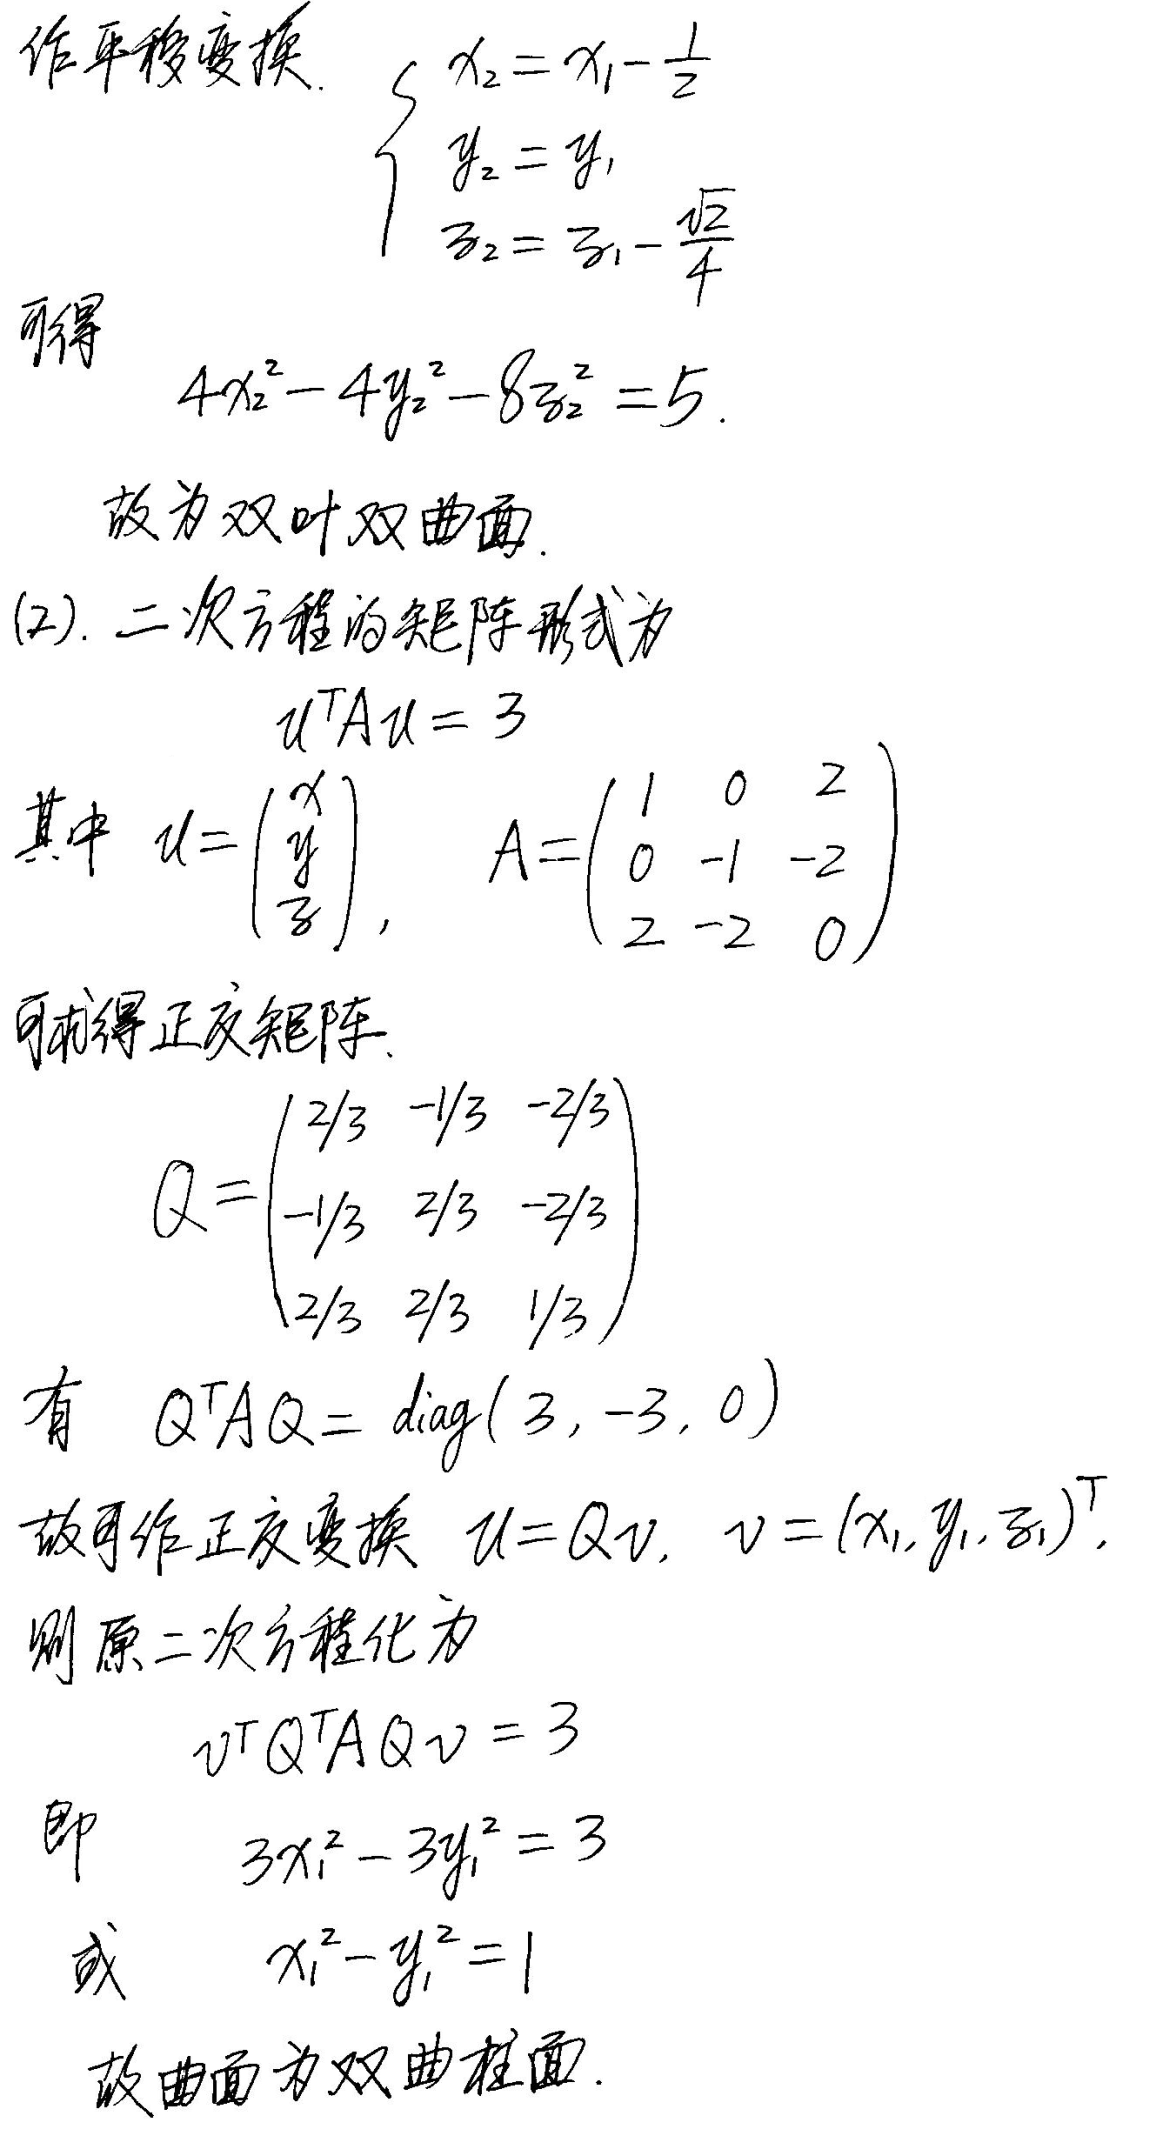 作平移变换. { x₂ = x₁ - 1/2
y₂ = y₁
z₂ = z₁ - √2/4
可得
4x₂² - 4y₂² - 8z₂² = 5.
故为双叶双曲面.
(2). 二次方程的矩阵形式为
uᵀAu = 3
其中 u = (x y z), A = (1 0 2; 0 -1 -2; 2 -2 0)
可求得正交矩阵.
Q = (2/3 -1/3 -2/3; -1/3 2/3 -2/3; 2/3 2/3 1/3)
有 QᵀAQ = diag(3, -3, 0)
故再作正交变换 u = Qv, v = (x₁, y₁, z₁)ᵀ,
则原二次方程化为
vᵀQᵀAQv = 3
即 3x₁² - 3y₁² = 3
或 x₁² - y₁² = 1
故曲面为双曲柱面.